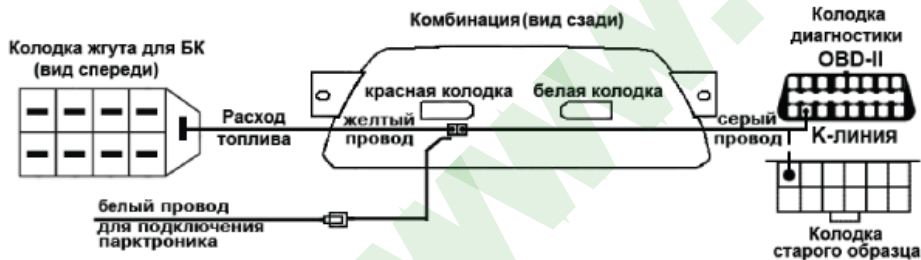 Комбинация (вид сзади)
Колодка
диагностики
OBD-II
Колодка жгута для БК
(вид спереди)
красная колодка
белая колодка
Расход
топлива
желтый
провод
серый
провод
К-линия
белый провод
для подключения
парктроника
Колодка
старого образца
www.